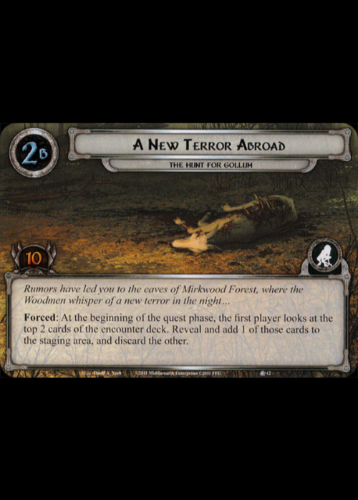 2B
A New Terror Abroad
The Hunt for Gollum
10
Rumors have led you to the caves of Mirkwood Forest, where the
Woodmen whisper of a new terror in the night...
Forced: At the beginning of the quest phase, the first player looks at the
top 2 cards of the encounter deck. Reveal and add 1 of those cards to
the staging area, and discard the other.
12